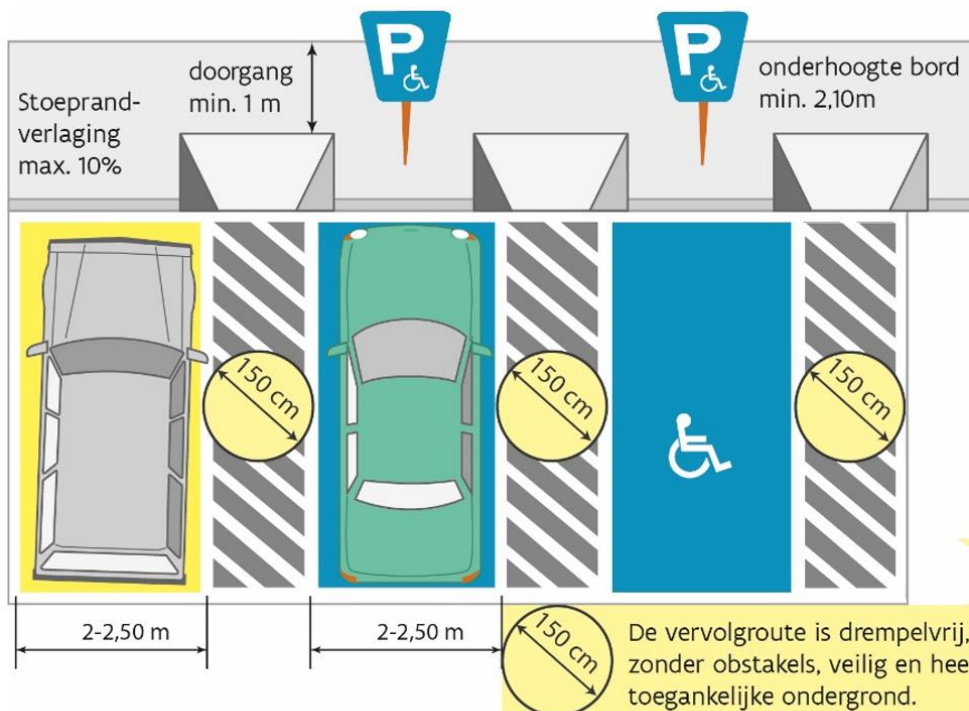 P
P
doorgang
min. 1 m
onderhoogte bord
min. 2,10m
Stoeprand-
verlaging
max. 10%
150 cm
150 cm
150 cm
2-2,50 m
2-2,50 m
150 cm
De vervolgroute is drempelvrij,
zonder obstakels, veilig en hee
toegankelijke ondergrond.